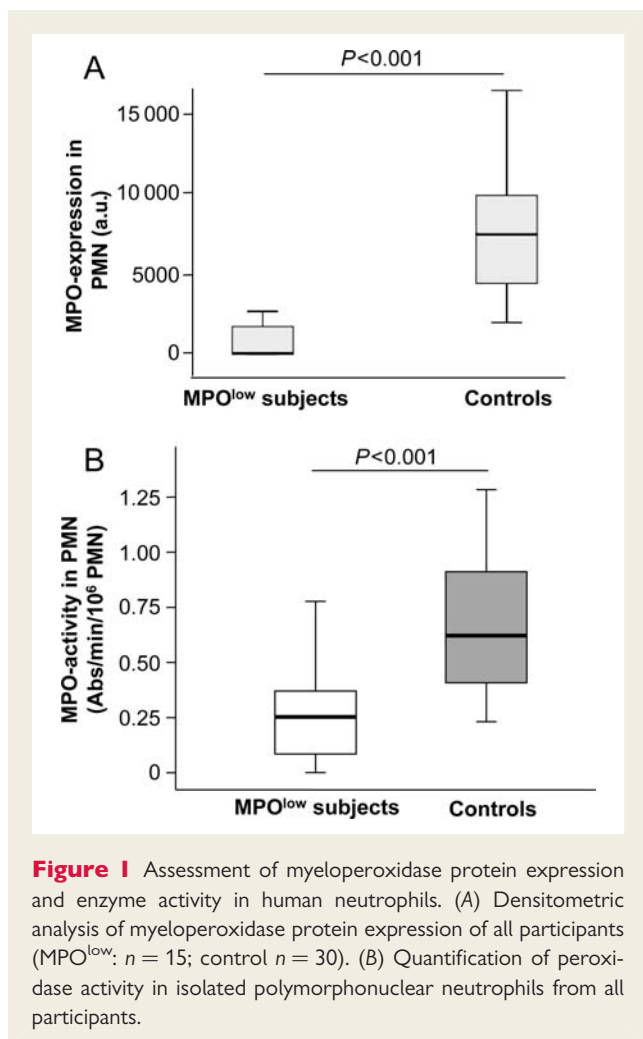 A
P<0.001
MPO-expression in
PMN (a.u.)
15 000
10 000
5000
0
MPOlow subjects
Controls
B
P<0.001
MPO-activity in PMN
(Abs/min/10⁶ PMN)
1.25
1.00
0.75
0.50
0.25
0
MPOlow subjects
Controls
Figure 1 Assessment of myeloperoxidase protein expression
and enzyme activity in human neutrophils. (A) Densitometric
analysis of myeloperoxidase protein expression of all participants
(MPOlow: n = 15; control n = 30). (B) Quantification of peroxi-
dase activity in isolated polymorphonuclear neutrophils from all
participants.